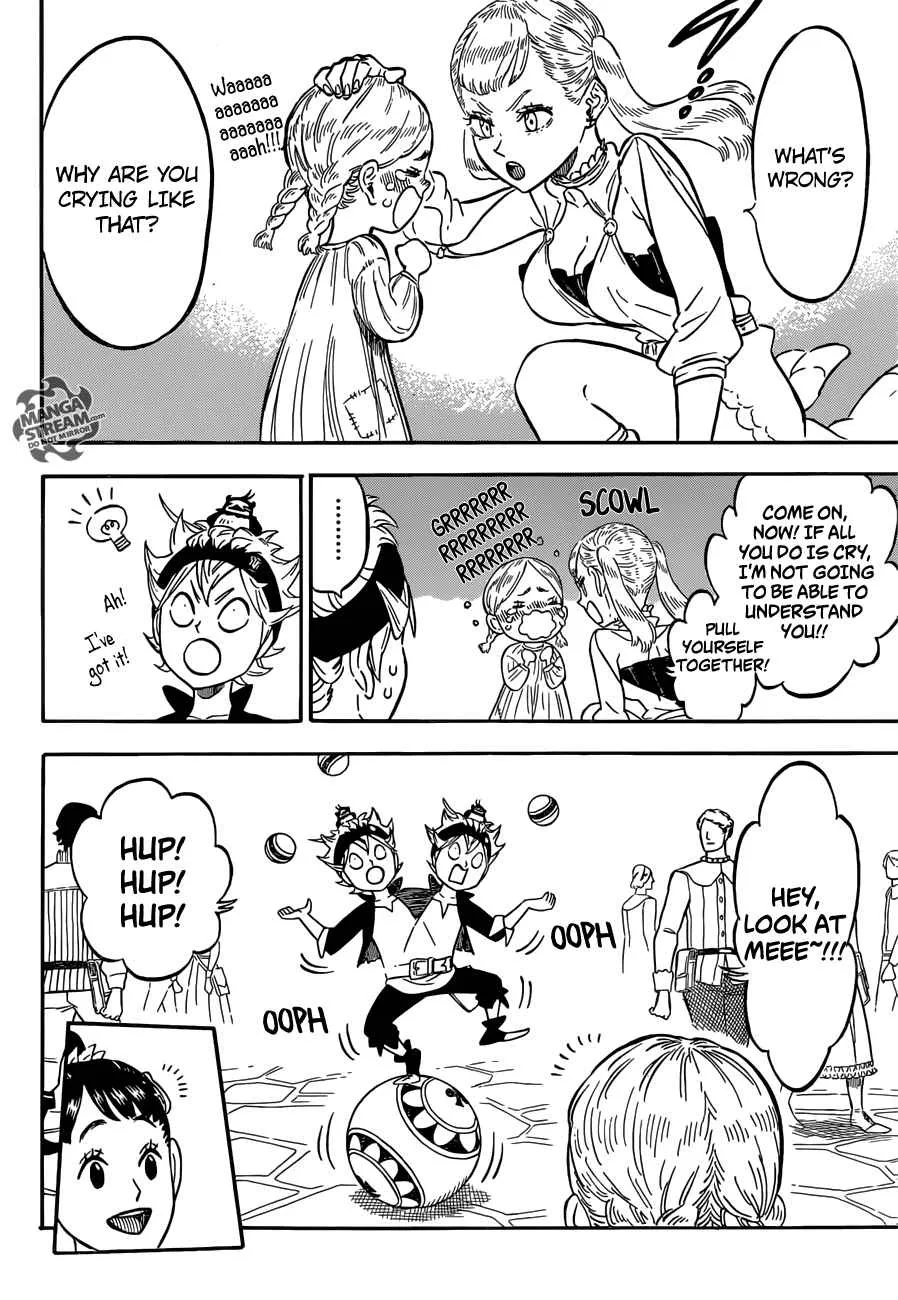 WHAT'S
WRONG?
Waaaaa
aaaaaaa
aaaaaaaa
aaah!!!
WHY ARE YOU
CRYING LIKE
THAT?
MANGA
STREAM.com
DO NOT MIRROR
COME ON,
NOW! IF ALL
YOU DO IS CRY,
I'M NOT GOING
TO BE ABLE TO
UNDERSTAND
YOU!!
PULL
YOURSELF
TOGETHER!
SCOWL
GRRRRRRR
RRRRRRRRR
RRRRRRRR
.........
Ah!
I've
got it!
HEY,
LOOK AT
MEEE~!!!
HUP!
HUP!
HUP!
OOPH
OOPH